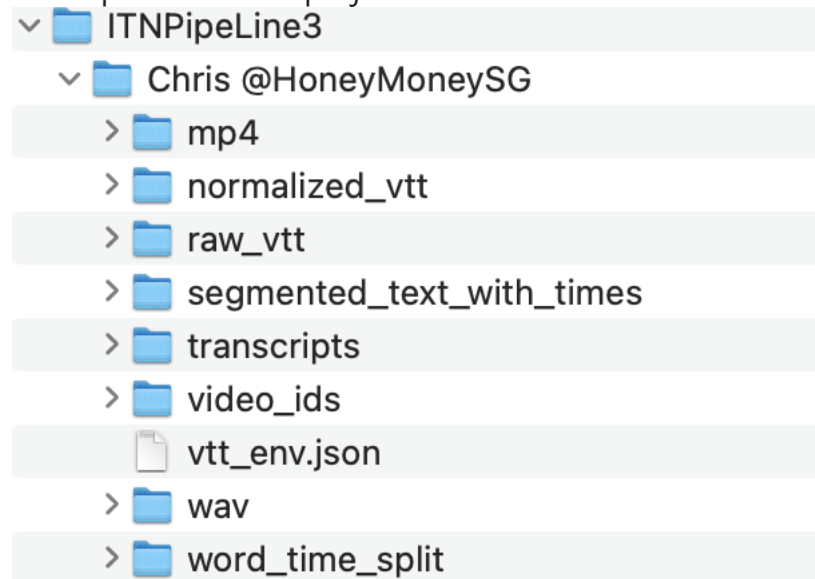 ITNPipeLine3
Chris @HoneyMoneySG
mp4
normalized_vtt
raw_vtt
segmented_text_with_times
transcripts
video_ids
vtt_env.json
wav
word_time_split